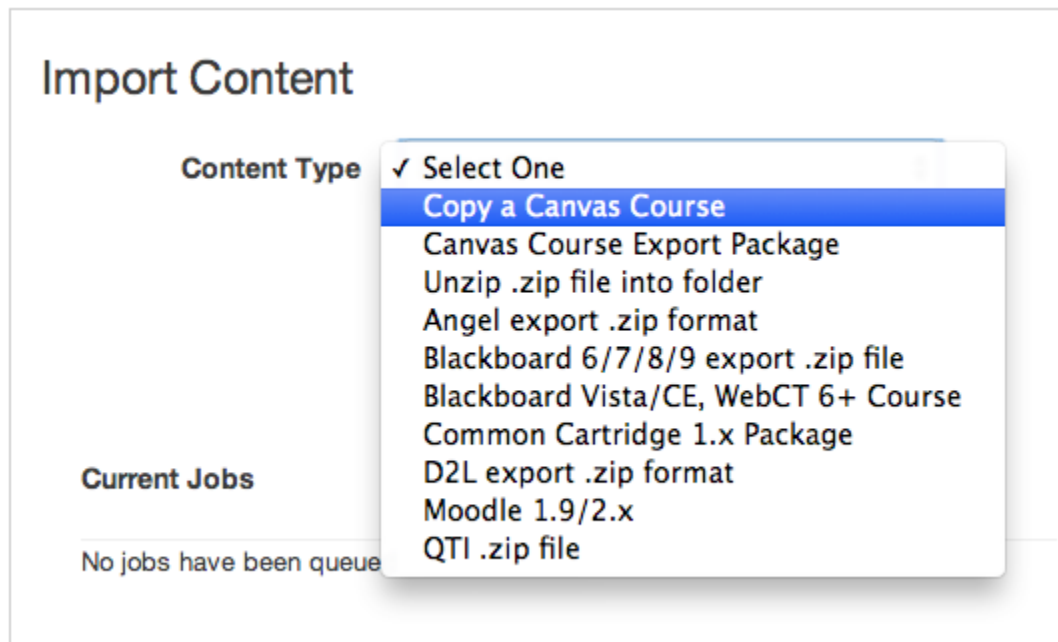 Import Content
Content Type
✓ Select One
Copy a Canvas Course
Canvas Course Export Package
Unzip .zip file into folder
Angel export .zip format
Blackboard 6/7/8/9 export .zip file
Blackboard Vista/CE, WebCT 6+ Course
Common Cartridge 1.x Package
D2L export .zip format
Moodle 1.9/2.x
QTI .zip file
Current Jobs
No jobs have been queue